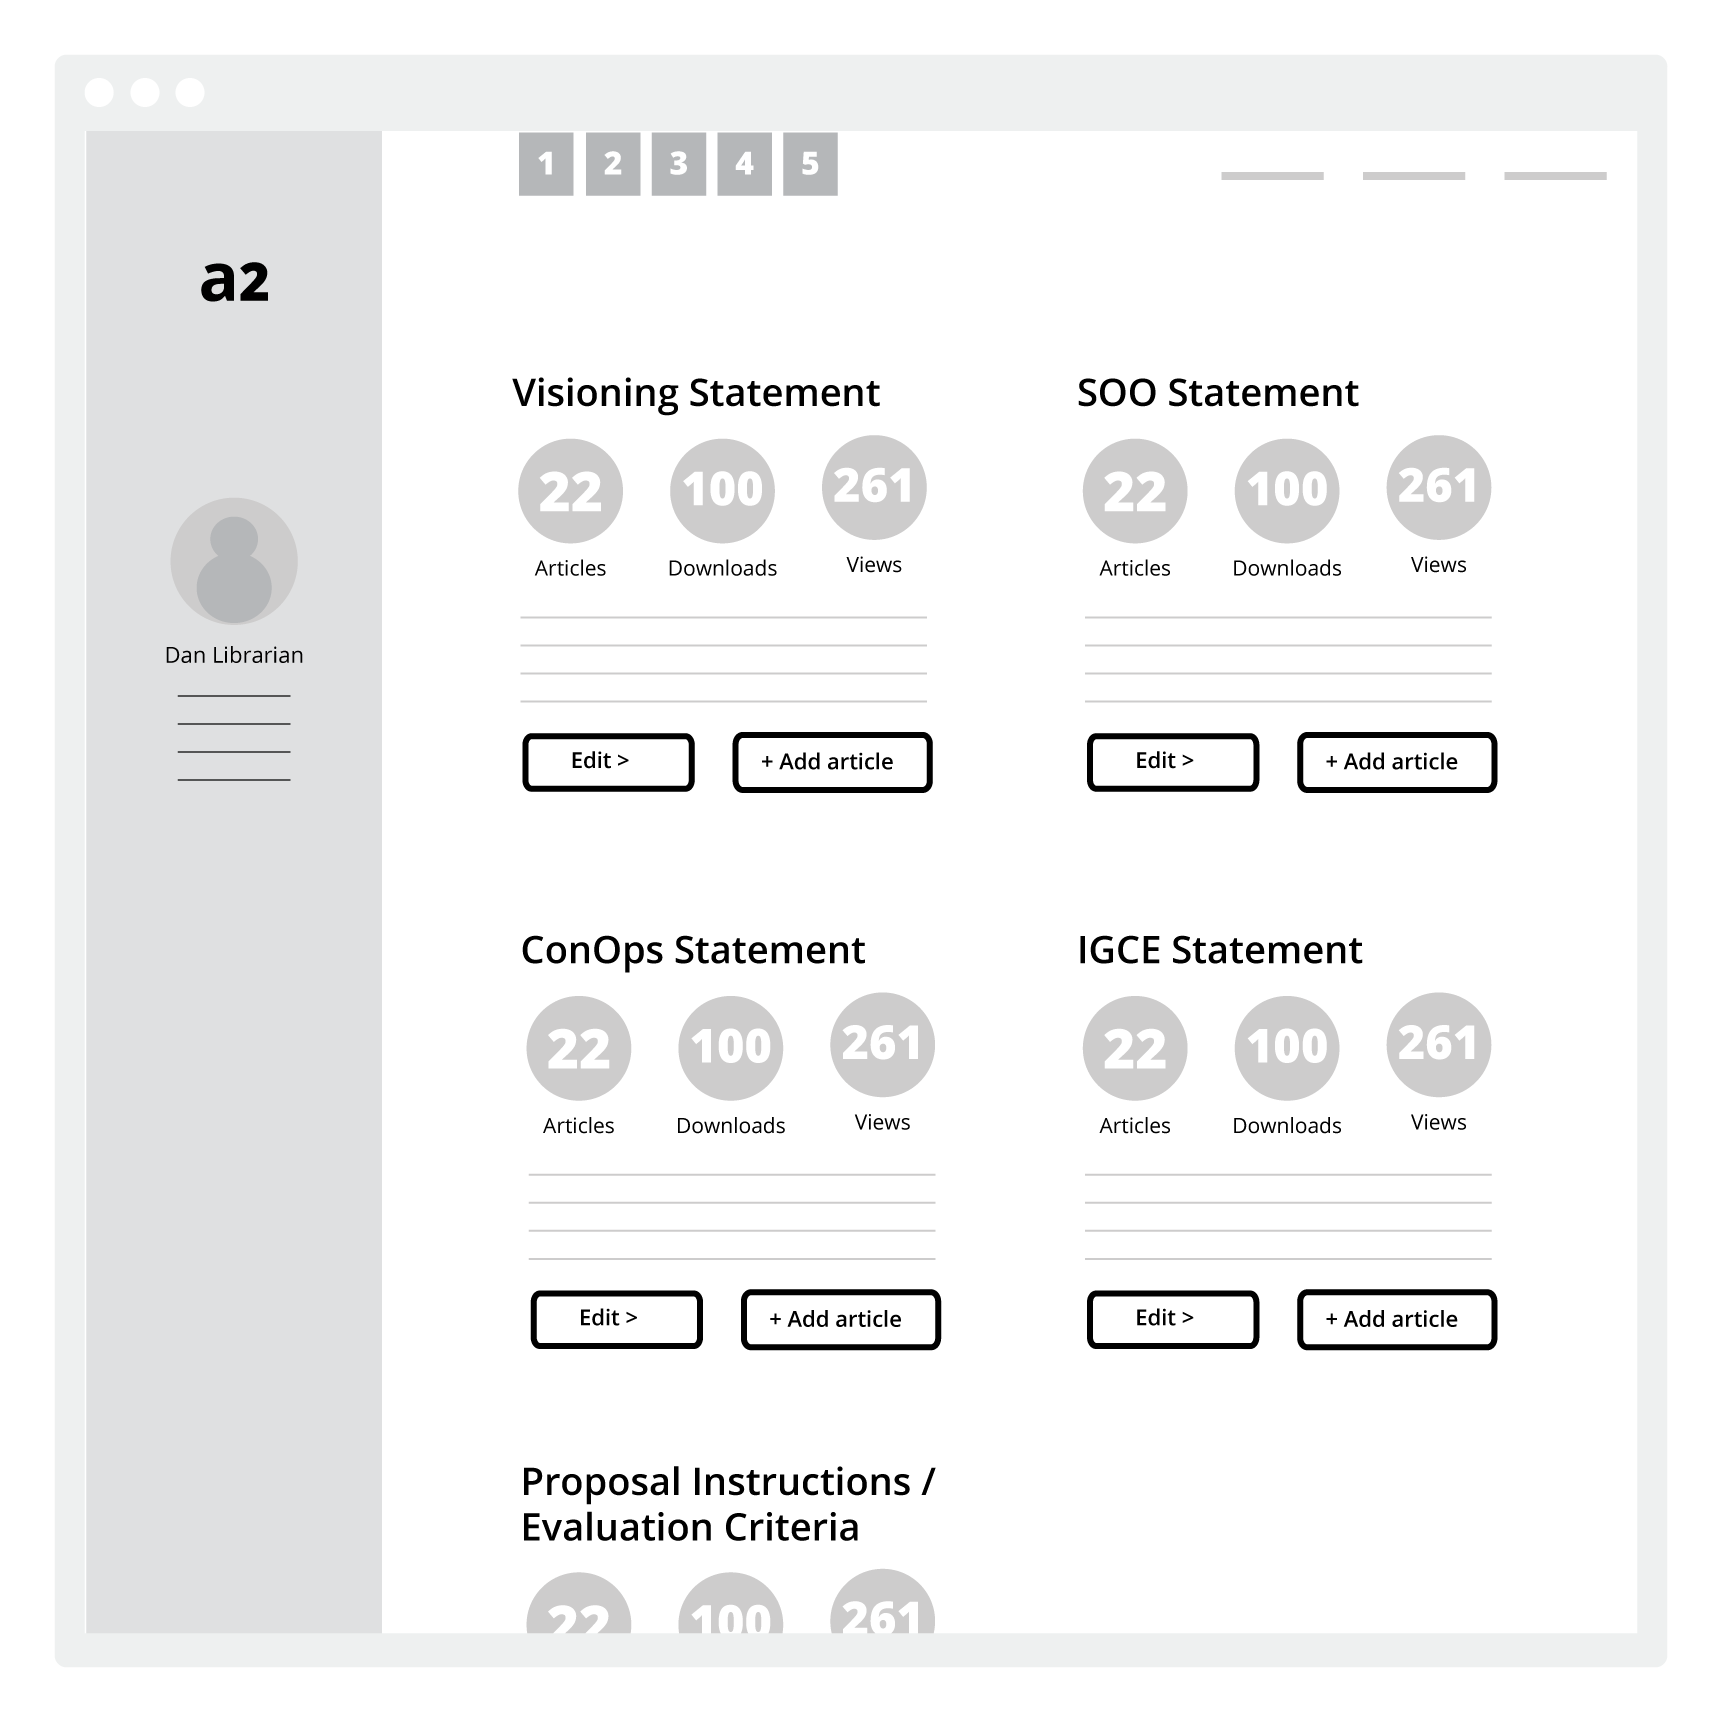 1 2 3 4 5
a2
Dan Librarian
Visioning Statement
22 100 261
Articles Downloads Views
Edit > + Add article
SOO Statement
22 100 261
Articles Downloads Views
Edit > + Add article
ConOps Statement
22 100 261
Articles Downloads Views
Edit > + Add article
IGCE Statement
22 100 261
Articles Downloads Views
Edit > + Add article
Proposal Instructions /
Evaluation Criteria
22 100 261